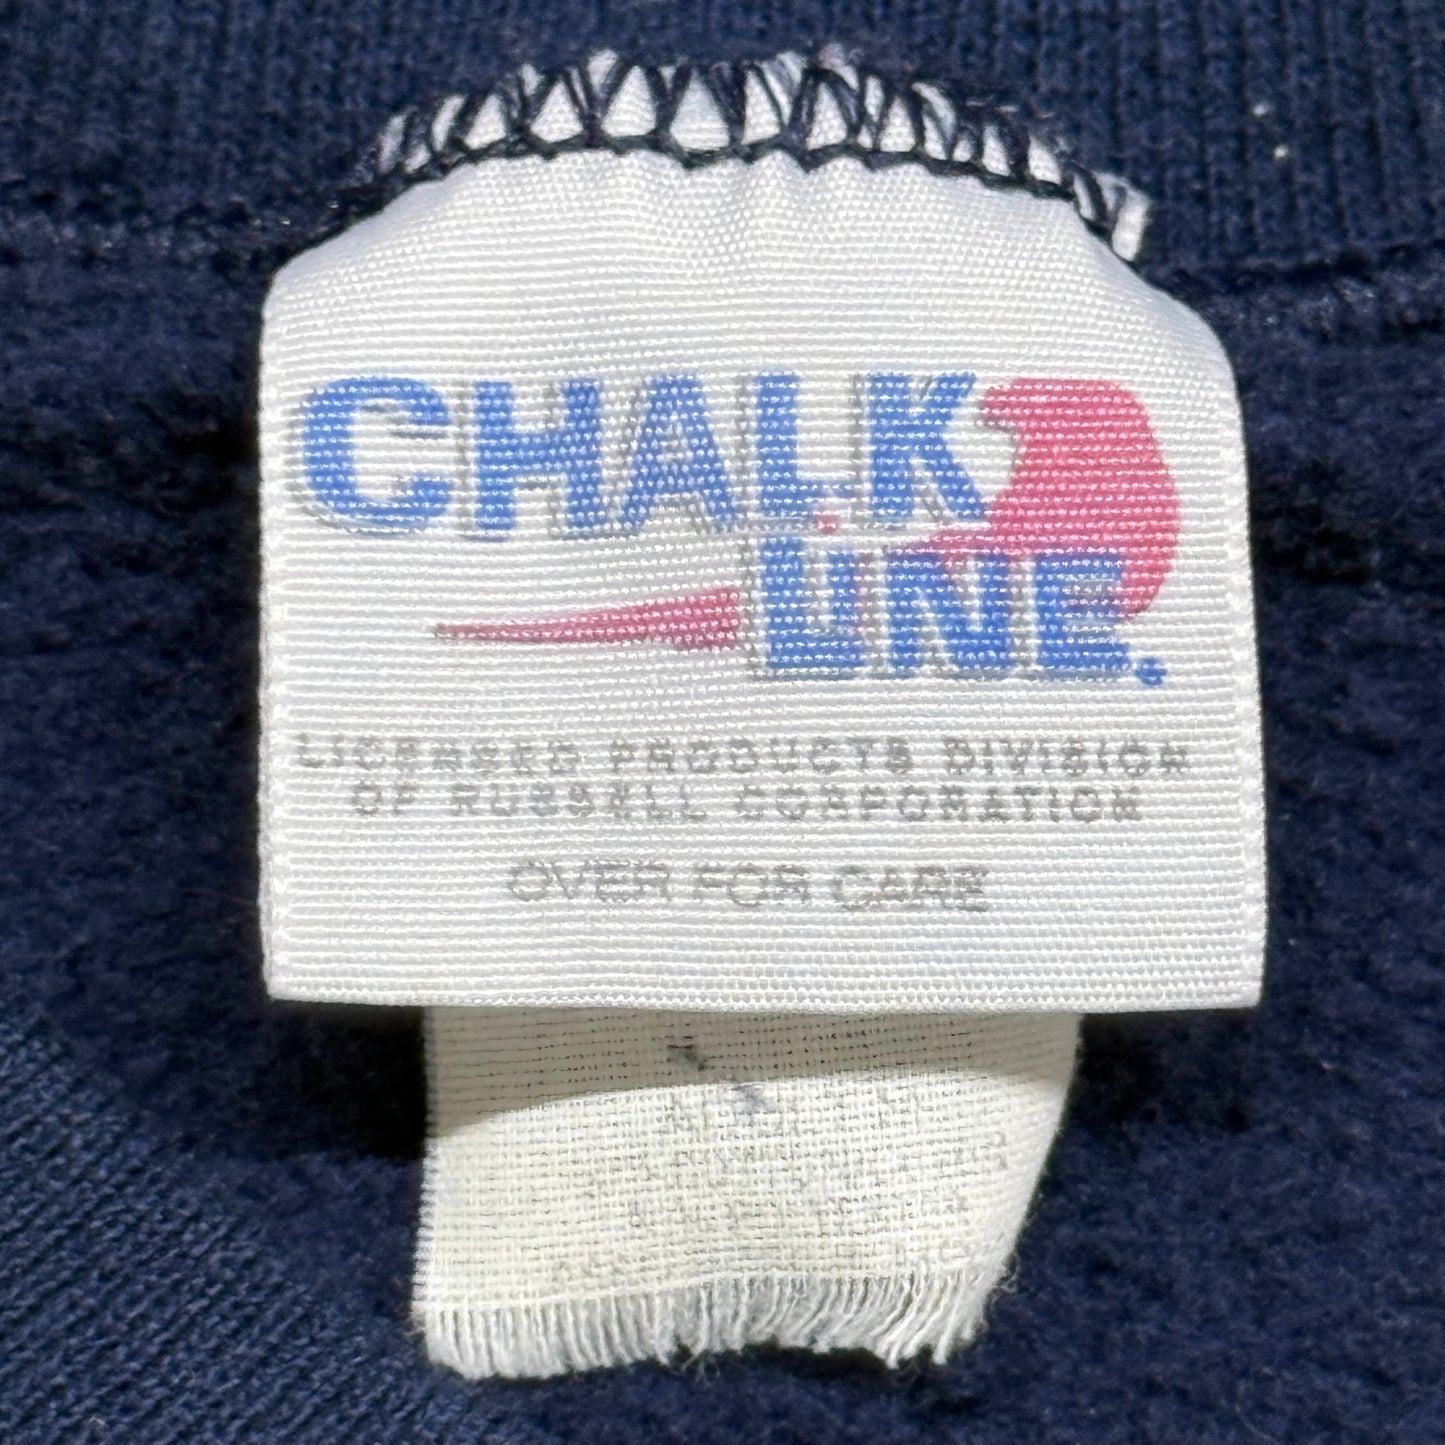 CHALK
LINE
LICENSED PRODUCTS DIVISION
OF RUSSELL CORPORATION
OVER FOR CARE